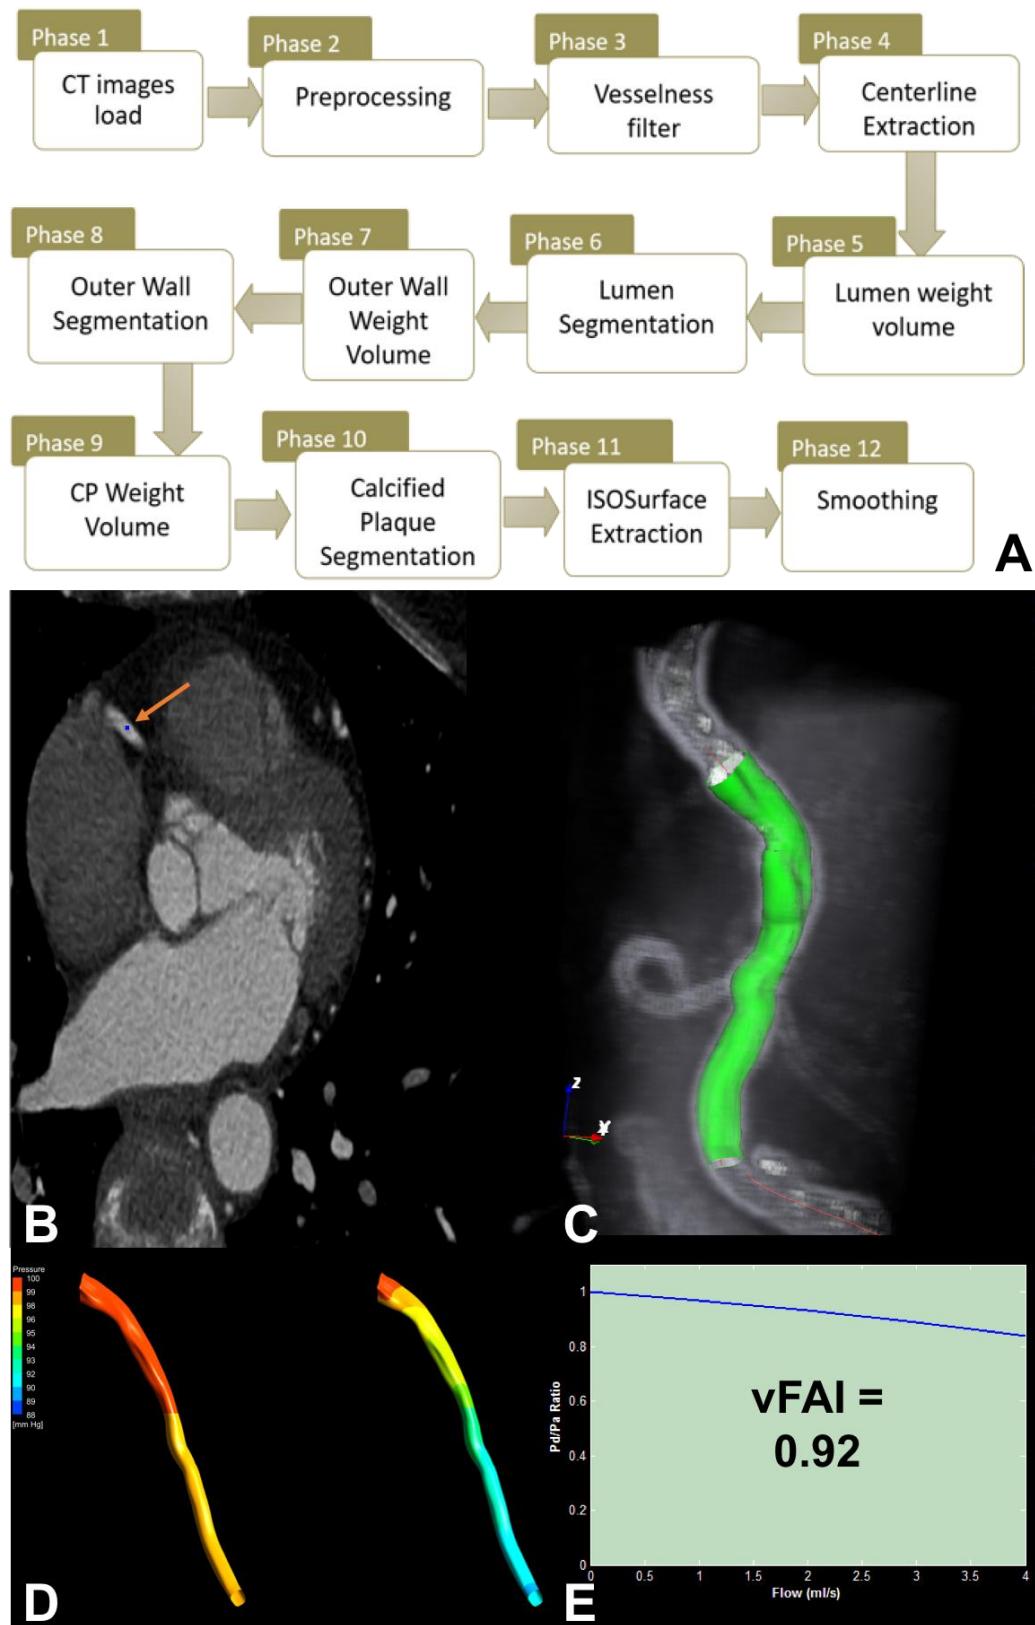 Phase 1
CT images
load
Phase 2
Preprocessing
Phase 3
Vesselness
filter
Phase 4
Centerline
Extraction
Phase 5
Lumen weight
volume
Phase 6
Lumen
Segmentation
Phase 7
Outer Wall
Weight
Volume
Phase 8
Outer Wall
Segmentation
Phase 9
CP Weight
Volume
Phase 10
Calcified
Plaque
Segmentation
Phase 11
ISOSurface
Extraction
Phase 12
Smoothing
A
B
Z
C
Pressure
100
99
98
96
94
93
92
90
89
88
[mm Hg]
D
Pd/Pa Ratio
1
0.8
0.6
0.4
0.2
0
vFAI =
0.92
0 0.5 1 1.5 2 2.5 3 3.5 4
Flow (ml/s)
E